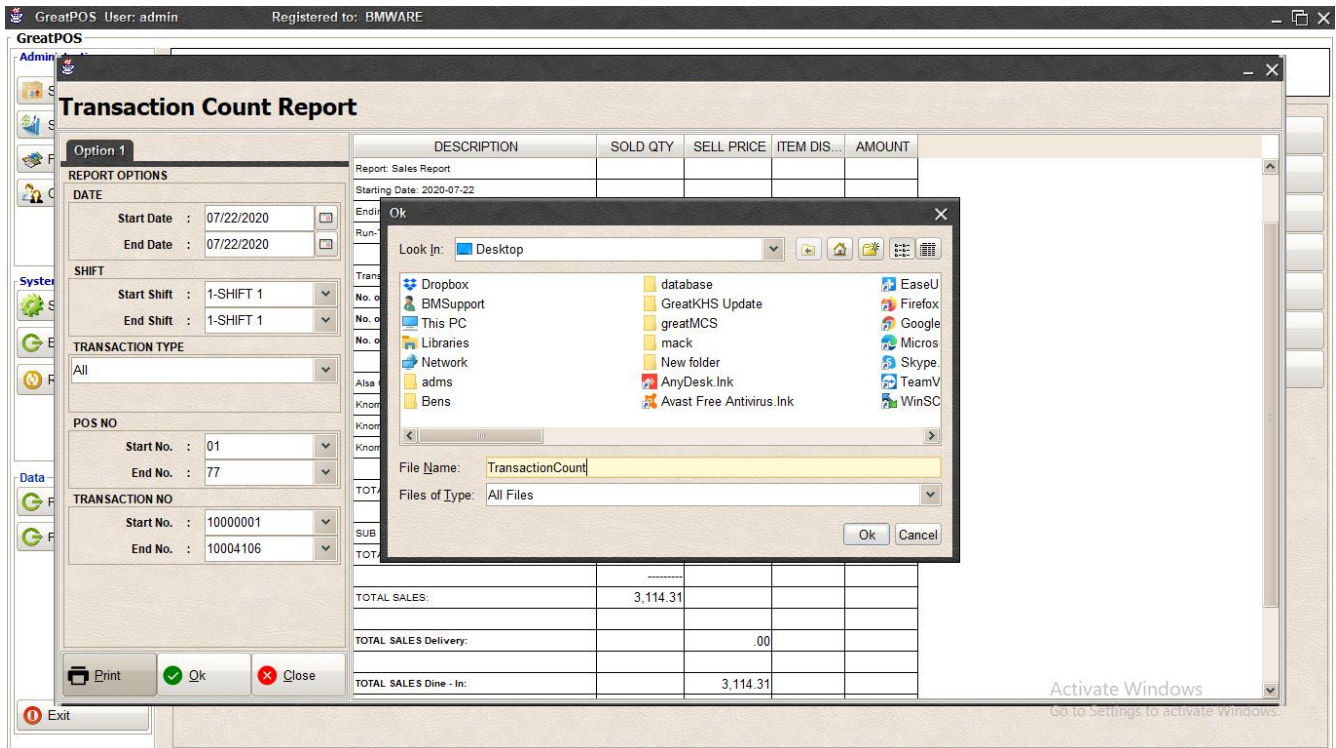 GreatPOS User: admin Registered to: BMWARE
GreatPOS
Transaction Count Report
Option 1
REPORT OPTIONS
DATE
Start Date : 07/22/2020
End Date : 07/22/2020
SHIFT
Start Shift : 1-SHIFT 1
End Shift : 1-SHIFT 1
TRANSACTION TYPE
All
POS NO
Start No. : 01
End No. : 77
TRANSACTION NO
Start No. : 10000001
End No. : 10004106
Print Ok Close
System
Data
Exit
DESCRIPTION SOLD QTY SELL PRICE ITEM DIS... AMOUNT
Report: Sales Report
Starting Date: 2020-07-22
Ok
Look In: Desktop
Dropbox database EaseU
BMSupport GreatKHS Update Firefox
This PC greatMCS Google
Libraries mack Micros
Network New folder Skype.
adms AnyDesk.lnk TeamV
Bens Avast Free Antivirus.lnk WinSC
File Name: TransactionCount
Files of Type: All Files
Ok Cancel
SUB
---------
TOTAL SALES: 3,114.31
TOTAL SALES Delivery: .00
TOTAL SALES Dine - In: 3,114.31
Activate Windows
Go to Settings to activate Windows.